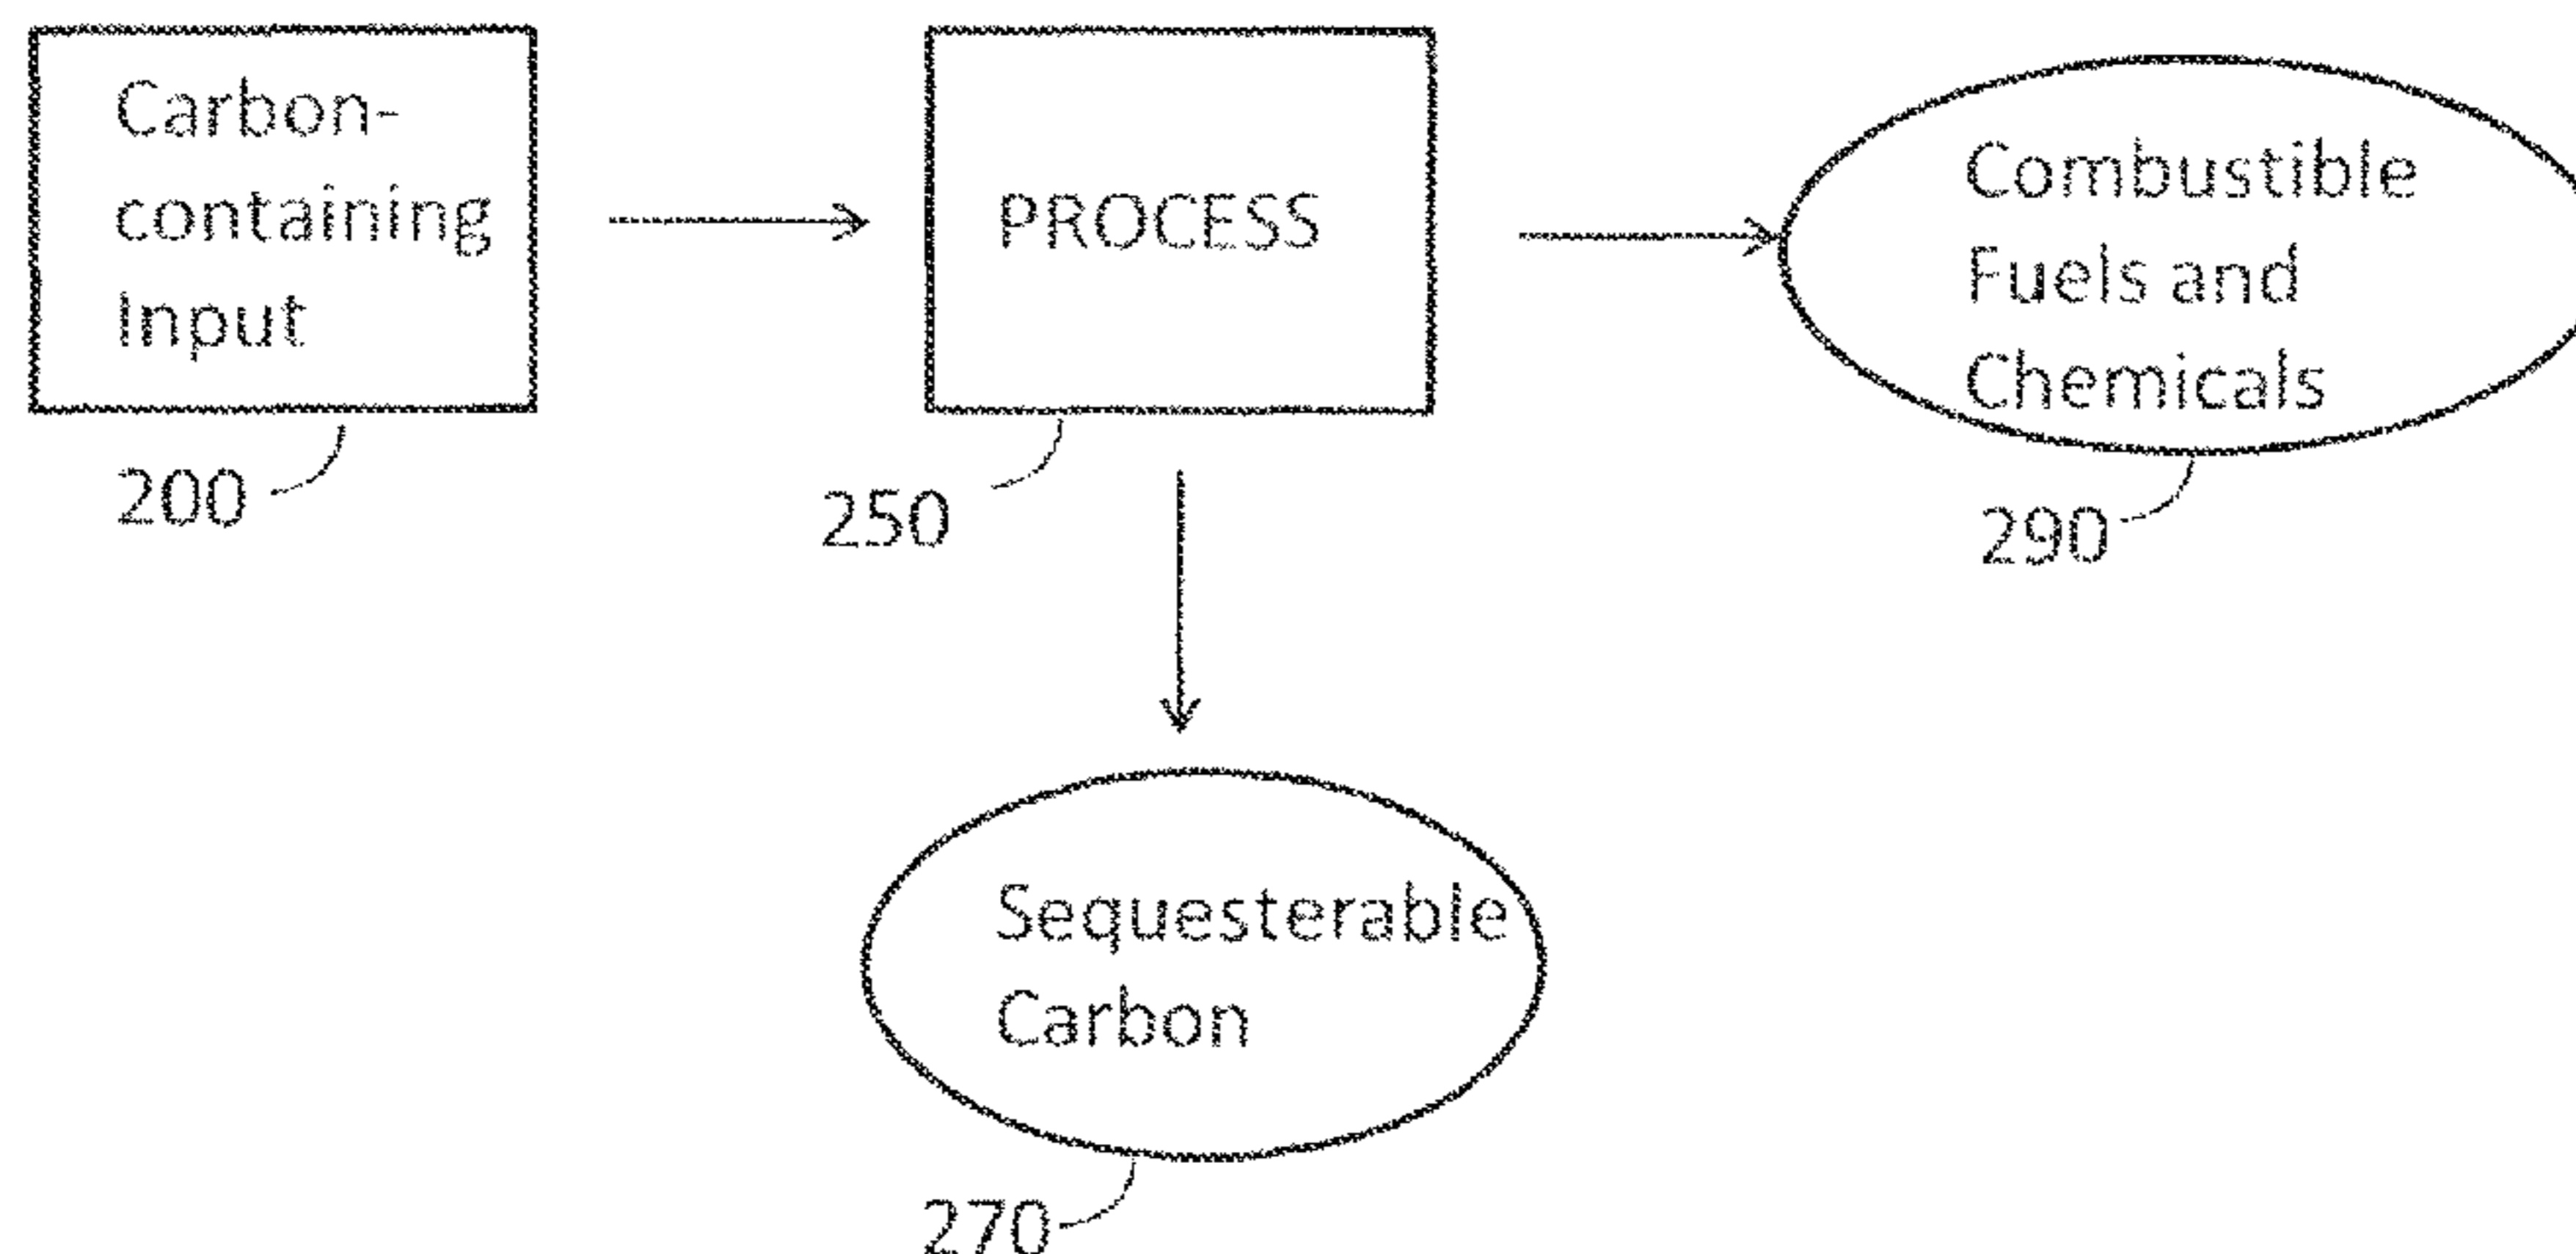 Carbon-
containing
Input
200
PROCESS
250
Combustible
Fuels and
Chemicals
290
Sequesterable
Carbon
270